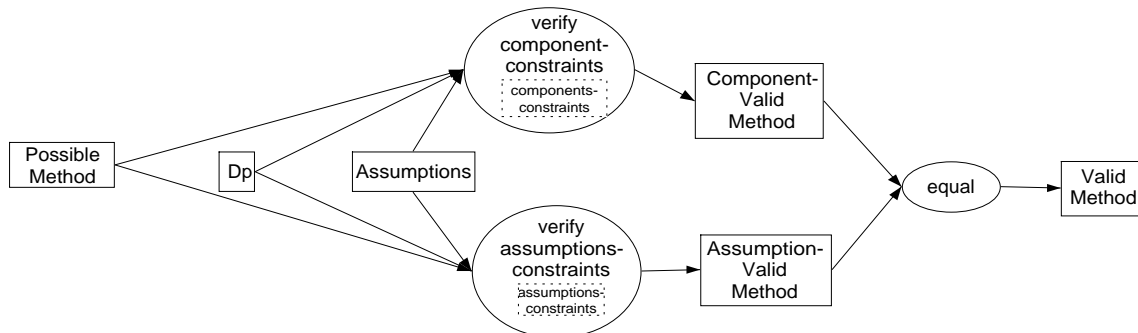 Possible
Method
Dp
Assumptions
verify
component-
constraints
components-
constraints
verify
assumptions-
constraints
assumptions-
constraints
Component-
Valid
Method
Assumption-
Valid
Method
equal
Valid
Method